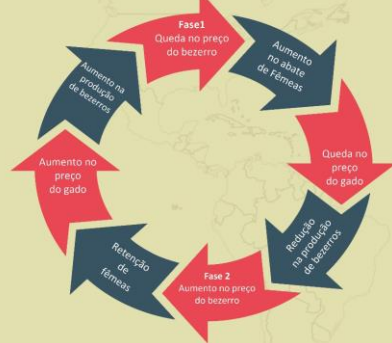 Fase1
Queda no preço
do bezerro
Aumento
no abate
de Fêmeas
Queda no
preço
do gado
Redução
na produção
de bezerros
Fase 2
Aumento no preço
do bezerro
Retenção
de
fêmeas
Aumento no
preço
do gado
Aumento na
produção
de bezerros